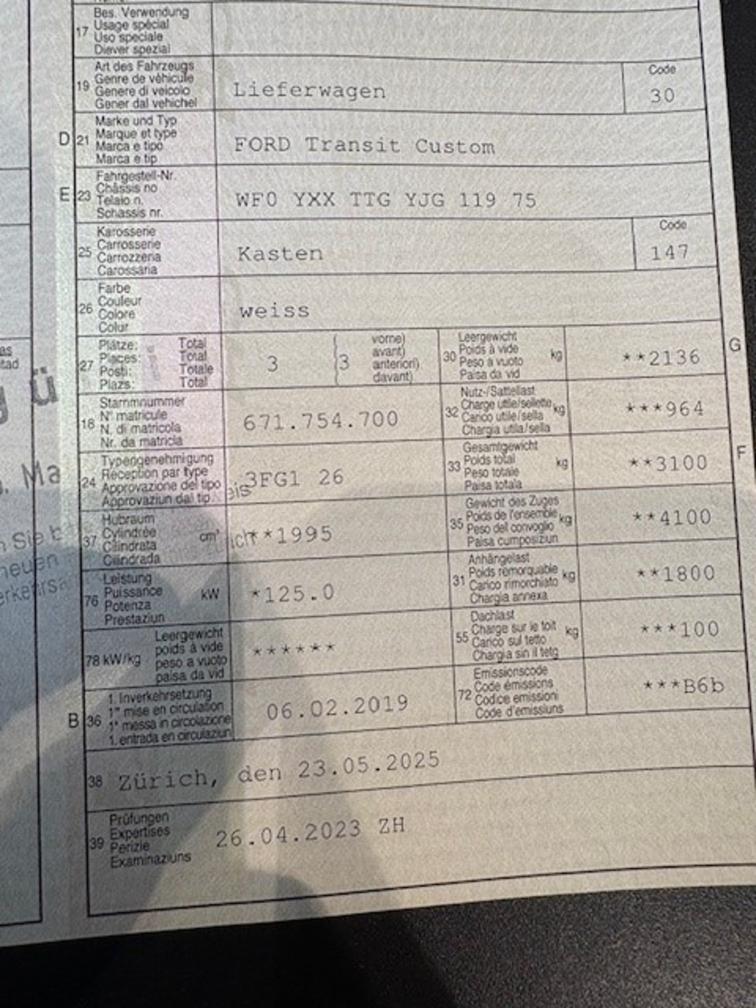 17 Bes. Verwendung
Usage spécial
Uso speciale
Diever spezial
19 Art des Fahrzeugs
Genre de véhicule
Genere di veicolo
Gener dal vehichel
Lieferwagen
Code
30
D 21 Marke und Typ
Marque et type
Marca e tipo
Marca e tip
FORD Transit Custom
E 23 Fahrgestell-Nr.
Châssis no
Telaio n.
Schassis nr.
WF0 YXX TTG YJG 119 75
25 Karosserie
Carrosserie
Carrozzeria
Carossaria
Kasten
Code
147
26 Farbe
Couleur
Colore
Colur
weiss
27 Plätze: Total
Places: Total
Posti: Totale
Plazs: Total
3
3
vorne)
avant)
anteriori)
davant)
30 Leergewicht
Poids à vide kg
Peso a vuoto
Paisa da vid
**2136
G
18 Stammnummer
N° matricule
N. di matricola
Nr. da matricla
671.754.700
32 Nutz-/Sattellast
Charge utile/sellette kg
Carico utile/sella
Chargia utila/sella
***964
24 Typengenehmigung
Réception par type
Approvazione del tipo
Approvaziun dal tip
3FG1 26
33 Gesamtgewicht
Poids total kg
Peso totale
Paisa totala
**3100
F
37 Hubraum
Cylindrée cm³
Cilindrata
Cilindrada
**1995
35 Gewicht des Zuges
Poids de l'ensemble kg
Peso del convoglio
Paisa cumposiziun
**4100
76 Leistung
Puissance kW
Potenza
Prestaziun
*125.0
31 Anhängelast
Poids remorquable kg
Carico rimorchiato
Chargia annexa
**1800
78 kW/kg Leergewicht
poids à vide
peso a vuoto
paisa da vid
******
55 Dachlast
Charge sur le toit kg
Carico sul tetto
Chargia sin il tetg
***100
B 36 1. Inverkehrsetzung
1re mise en circulation
1a messa in circolazione
1. entrada en circulaziun
06.02.2019
72 Emissionscode
Code émissions
Codice emissioni
Code d'emissiuns
***B6b
38 Zürich, den 23.05.2025
39 Prüfungen
Expertises
Perizie
Examinaziuns
26.04.2023 ZH